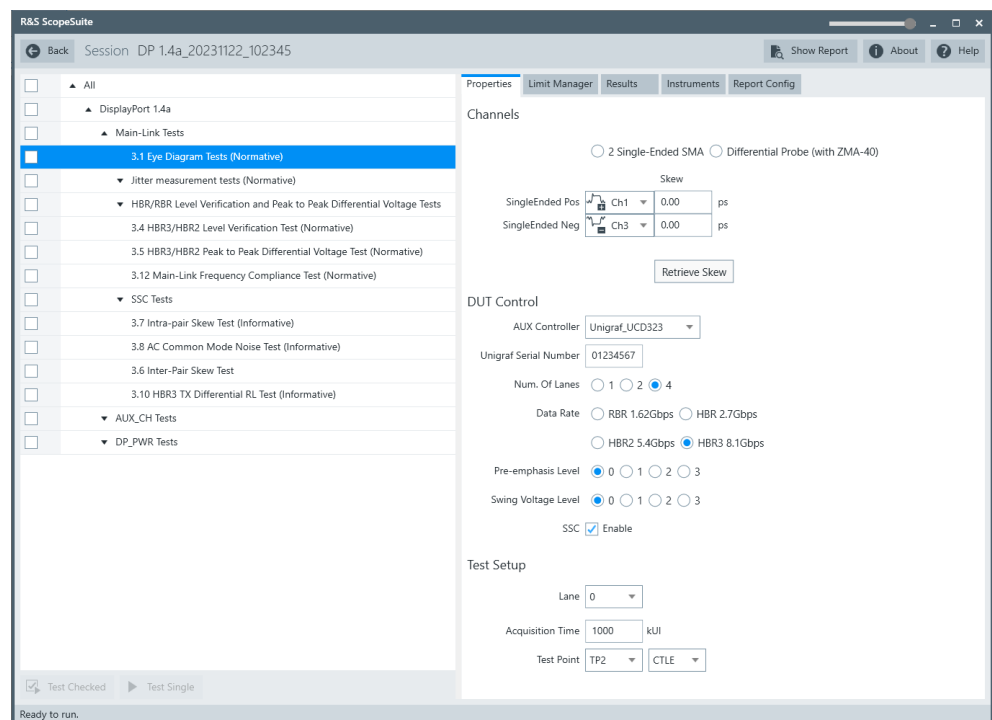 R&S ScopeSuite
Back Session DP 1.4a_20231122_102345 Show Report About Help
All
DisplayPort 1.4a
Main-Link Tests
3.1 Eye Diagram Tests (Normative)
Jitter measurement tests (Normative)
HBR/RBR Level Verification and Peak to Peak Differential Voltage Tests
3.4 HBR3/HBR2 Level Verification Test (Normative)
3.5 HBR3/HBR2 Peak to Peak Differential Voltage Test (Normative)
3.12 Main-Link Frequency Compliance Test (Normative)
SSC Tests
3.7 Intra-pair Skew Test (Informative)
3.8 AC Common Mode Noise Test (Informative)
3.6 Inter-Pair Skew Test
3.10 HBR3 TX Differential RL Test (Informative)
AUX_CH Tests
DP_PWR Tests
Test Checked Test Single
Properties Limit Manager Results Instruments Report Config
Channels
2 Single-Ended SMA Differential Probe (with ZMA-40)
Skew
SingleEnded Pos Ch1 0.00 ps
SingleEnded Neg Ch3 0.00 ps
Retrieve Skew
DUT Control
AUX Controller Unigraf_UCD323
Unigraf Serial Number 01234567
Num. Of Lanes 1 2 4
Data Rate RBR 1.62Gbps HBR 2.7Gbps
HBR2 5.4Gbps HBR3 8.1Gbps
Pre-emphasis Level 0 1 2 3
Swing Voltage Level 0 1 2 3
SSC Enable
Test Setup
Lane 0
Acquisition Time 1000 kUI
Test Point TP2 CTLE
Ready to run.